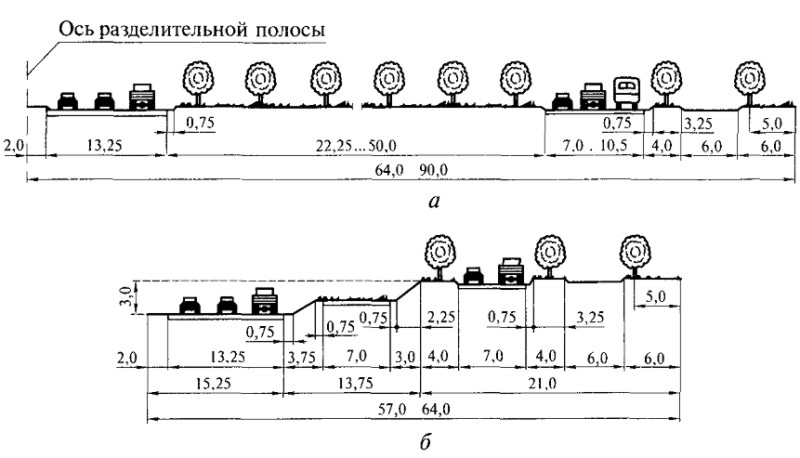 Ось разделительной полосы
0,75 0,75 3,25 5,0
2,0 13,25 22,25...50,0 7,0 . 10,5 4,0 6,0 6,0
64,0 90,0
а
3,0
0,75 0,75 0,75 2,25 0,75 3,25 5,0
2,0 13,25 3,75 7,0 3,0 4,0 7,0 4,0 6,0 6,0
15,25 13,75 21,0
57,0 64,0
б